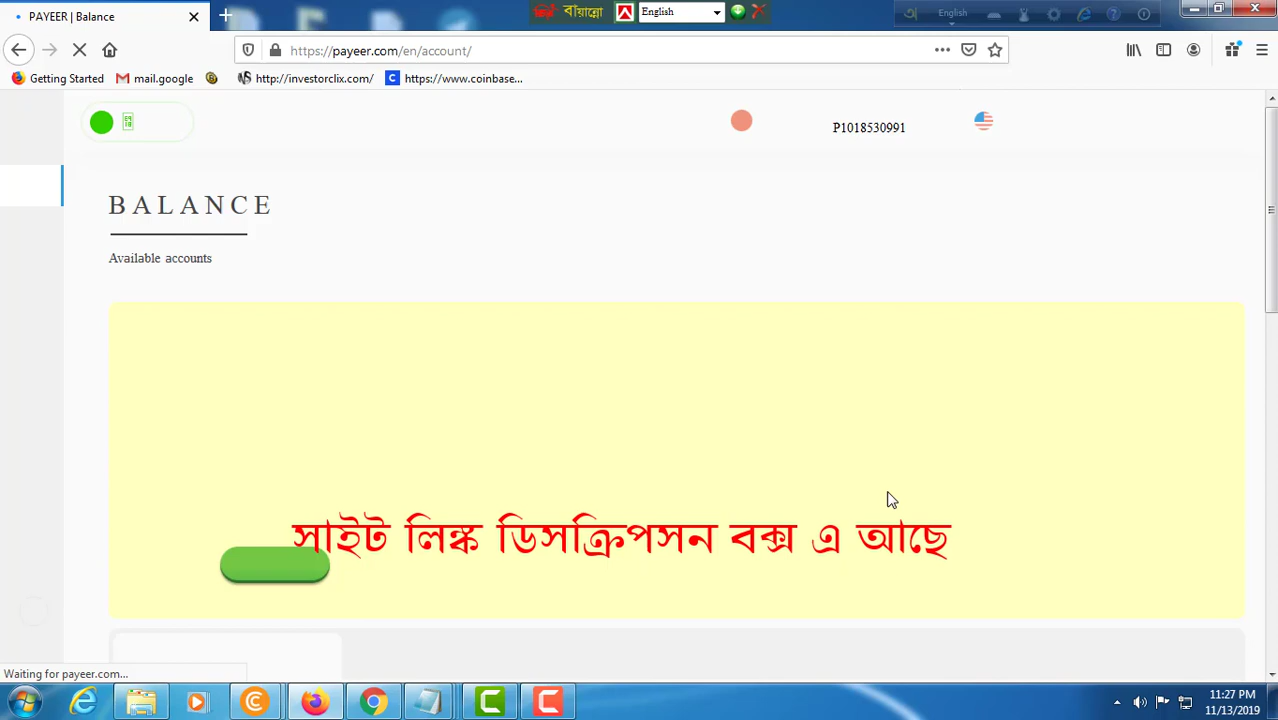 PAYEER | Balance
বাঁয়ান্নো
English
English
https://payeer.com/en/account/
Getting Started
mail.google
http://investorclix.com/
https://www.coinbase...
P1018530991
BALANCE
Available accounts
সাইট লিঙ্ক ডিসক্রিপসন বক্স এ আছে
Waiting for payeer.com...
11:27 PM
11/13/2019